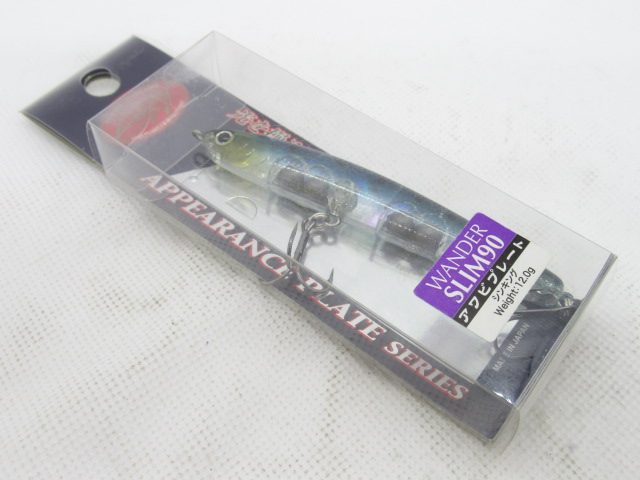 APPEARANCE PLATE SERIES
WANDER
SLIM90
アワビプレート
シンキング
Weight:12.0g
MADE IN JAPAN